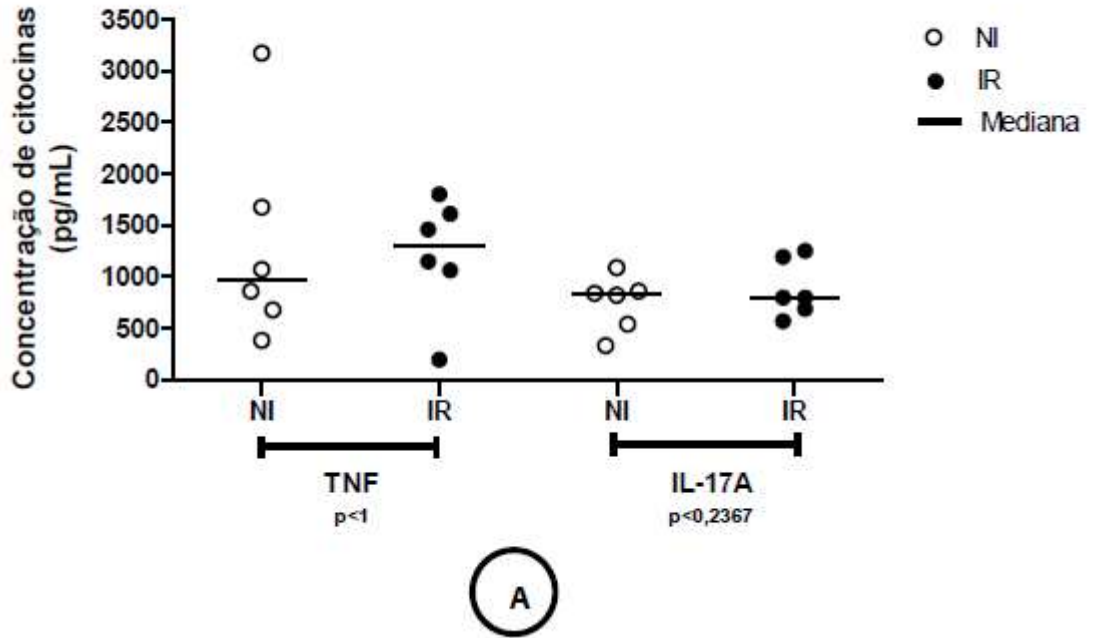 Concentração de citocinas
(pg/mL)
3500
3000
2500
2000
1500
1000
500
0
NI
IR
NI
IR
TNF
p<1
IL-17A
p<0,2367
NI
IR
Mediana
A